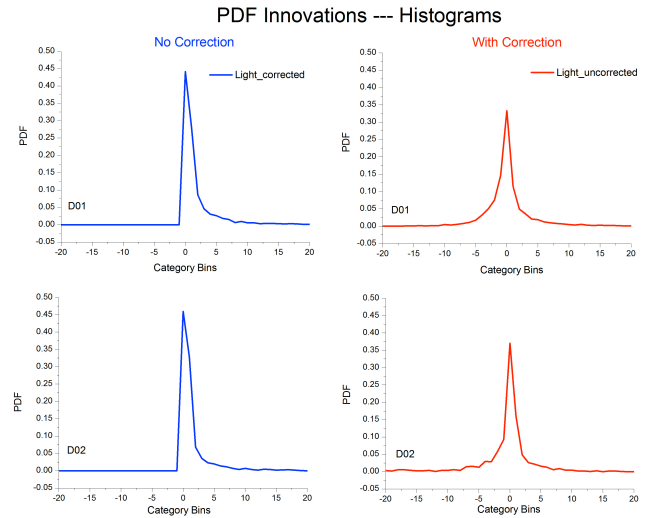 PDF Innovations --- Histograms
No Correction
With Correction
0.50
0.45
0.40
0.35
0.30
0.25
0.20
0.15
0.10
0.05
0.00
-0.05
PDF
Light_corrected
D01
-20 -15 -10 -5 0 5 10 15 20
Category Bins
0.50
0.45
0.40
0.35
0.30
0.25
0.20
0.15
0.10
0.05
0.00
-0.05
PDF
Light_uncorrected
D01
-20 -15 -10 -5 0 5 10 15 20
Category Bins
0.50
0.45
0.40
0.35
0.30
0.25
0.20
0.15
0.10
0.05
0.00
-0.05
PDF
D02
-20 -15 -10 -5 0 5 10 15 20
Category Bins
0.50
0.45
0.40
0.35
0.30
0.25
0.20
0.15
0.10
0.05
0.00
-0.05
PDF
D02
-20 -15 -10 -5 0 5 10 15 20
Category Bins